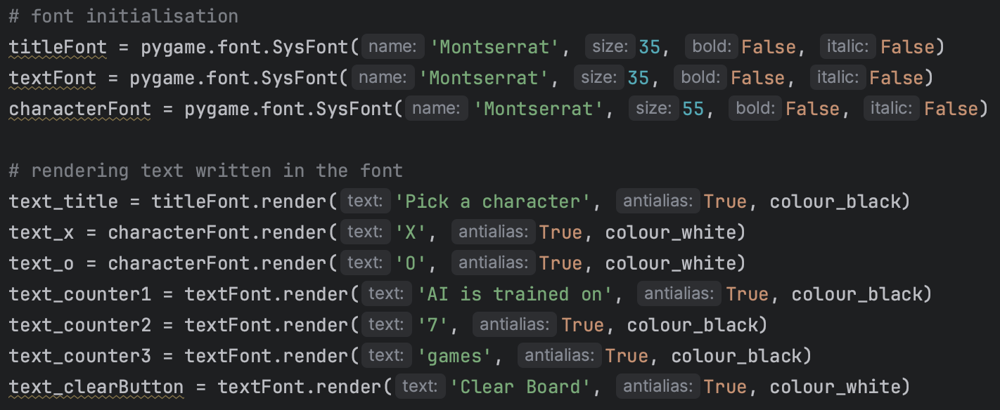 # font initialisation
titleFont = pygame.font.SysFont( name: 'Montserrat', size: 35, bold: False, italic: False)
textFont = pygame.font.SysFont( name: 'Montserrat', size: 35, bold: False, italic: False)
characterFont = pygame.font.SysFont( name: 'Montserrat', size: 55, bold: False, italic: False)
# rendering text written in the font
text_title = titleFont.render( text: 'Pick a character', antialias: True, colour_black)
text_x = characterFont.render( text: 'X', antialias: True, colour_white)
text_o = characterFont.render( text: 'O', antialias: True, colour_white)
text_counter1 = textFont.render( text: 'AI is trained on', antialias: True, colour_black)
text_counter2 = textFont.render( text: '7', antialias: True, colour_black)
text_counter3 = textFont.render( text: 'games', antialias: True, colour_black)
text_clearButton = textFont.render( text: 'Clear Board', antialias: True, colour_white)